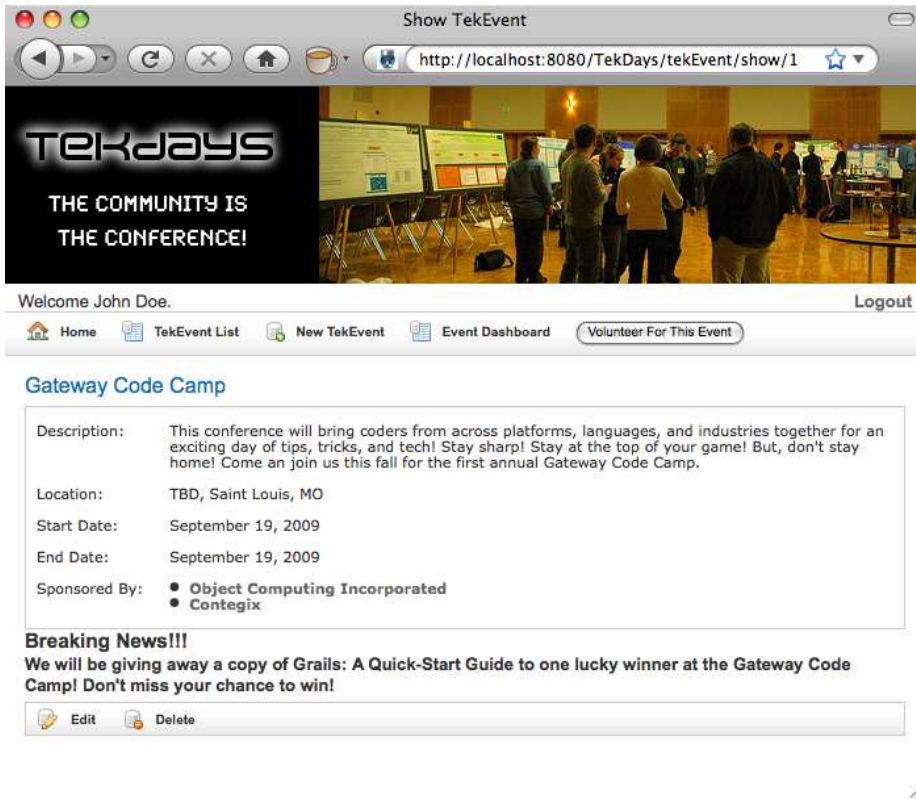 Show TekEvent
http://localhost:8080/TekDays/tekEvent/show/1
TEKDAYS
THE COMMUNITY IS
THE CONFERENCE!
Welcome John Doe.
Logout
Home TekEvent List New TekEvent Event Dashboard Volunteer For This Event
Gateway Code Camp
Description: This conference will bring coders from across platforms, languages, and industries together for an
exciting day of tips, tricks, and tech! Stay sharp! Stay at the top of your game! But, don't stay
home! Come an join us this fall for the first annual Gateway Code Camp.
Location: TBD, Saint Louis, MO
Start Date: September 19, 2009
End Date: September 19, 2009
Sponsored By: • Object Computing Incorporated
• Contegix
Breaking News!!!
We will be giving away a copy of Grails: A Quick-Start Guide to one lucky winner at the Gateway Code
Camp! Don't miss your chance to win!
Edit Delete